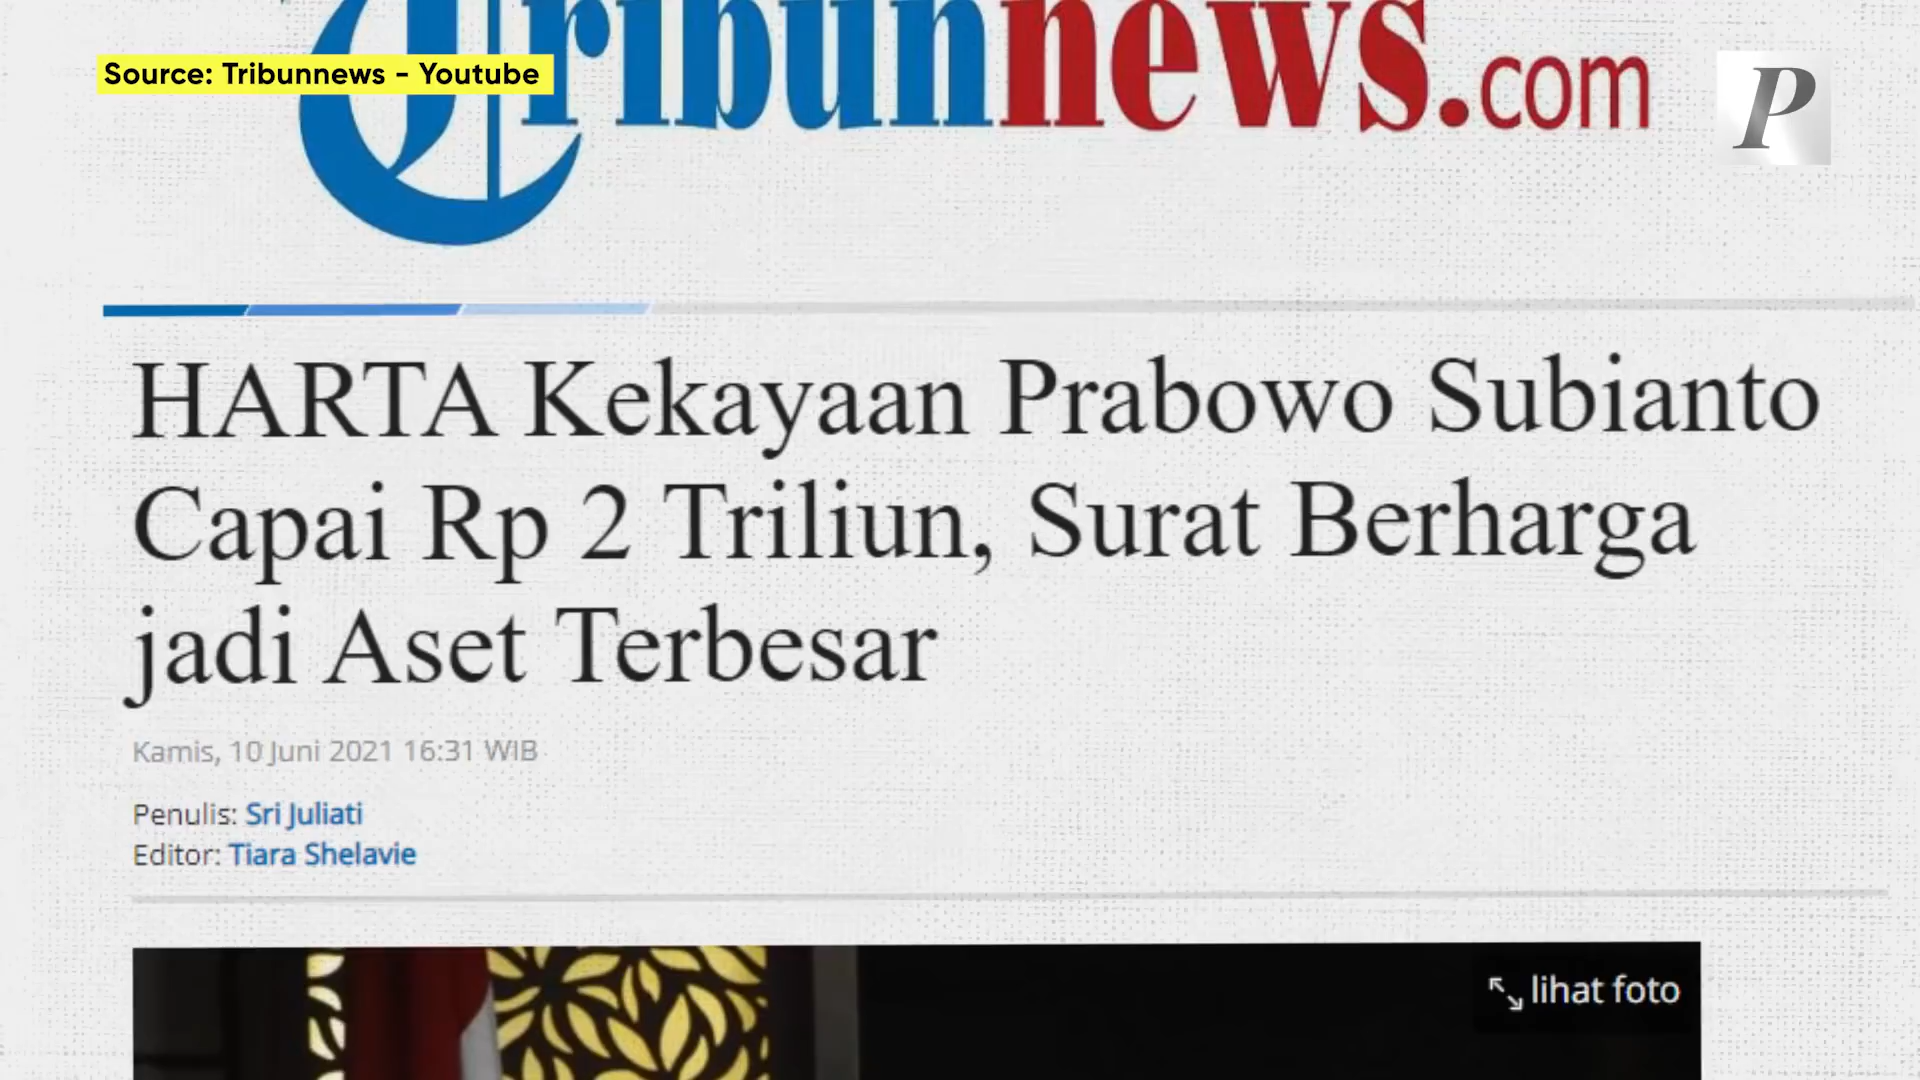 Tribunnews.com
Source: Tribunnews - Youtube
P
HARTA Kekayaan Prabowo Subianto
Capai Rp 2 Triliun, Surat Berharga
jadi Aset Terbesar
Kamis, 10 Juni 2021 16:31 WIB
Penulis: Sri Juliati
Editor: Tiara Shelavie
lihat foto